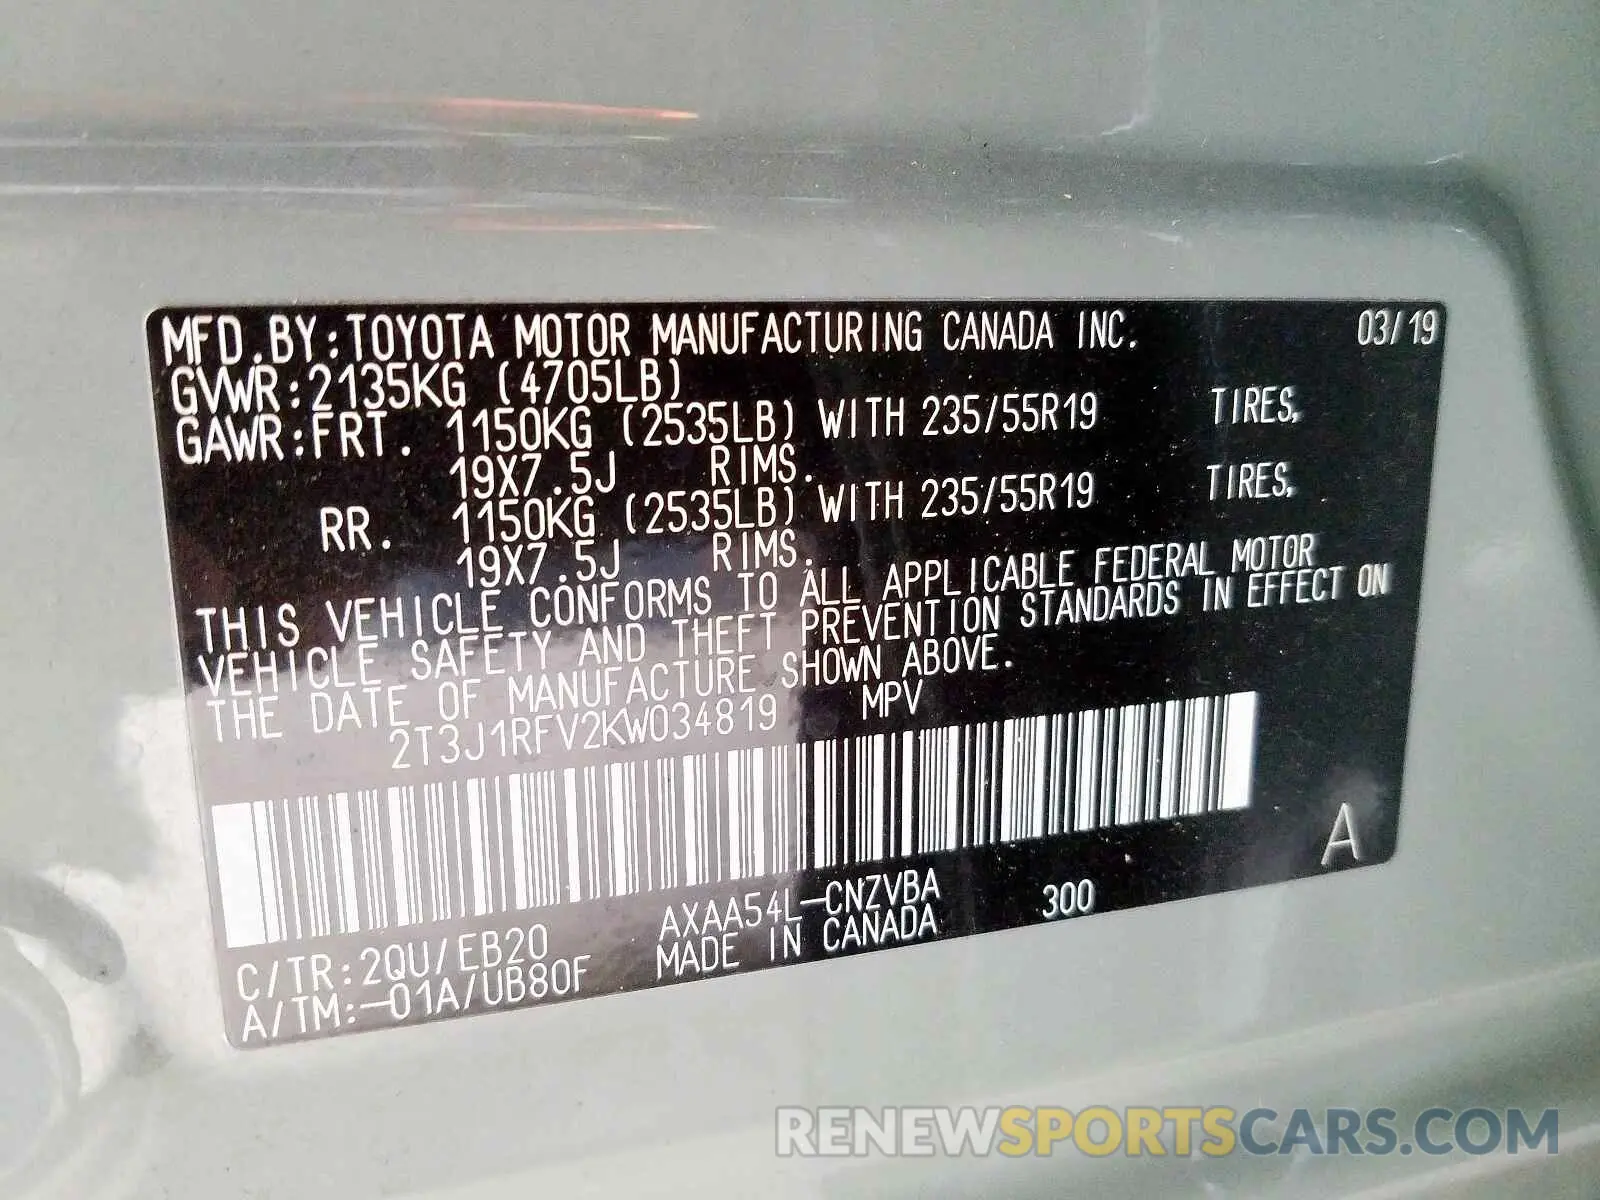 MFD.BY:TOYOTA MOTOR MANUFACTURING CANADA INC. 03/19
GVWR:2135KG (4705LB)
GAWR:FRT. 1150KG (2535LB) WITH 235/55R19 TIRES,
19X7.5J RIMS.
RR. 1150KG (2535LB) WITH 235/55R19 TIRES,
19X7.5J RIMS.
THIS VEHICLE CONFORMS TO ALL APPLICABLE FEDERAL MOTOR
VEHICLE SAFETY AND THEFT PREVENTION STANDARDS IN EFFECT ON
THE DATE OF MANUFACTURE SHOWN ABOVE.
2T3J1RFV2KW034819 MPV
A
C/TR:2QU/EB20 AXAA54L-CNZVBA 300
A/TM:-01A/UB80F MADE IN CANADA
RENEWSPORTSCARS.COM